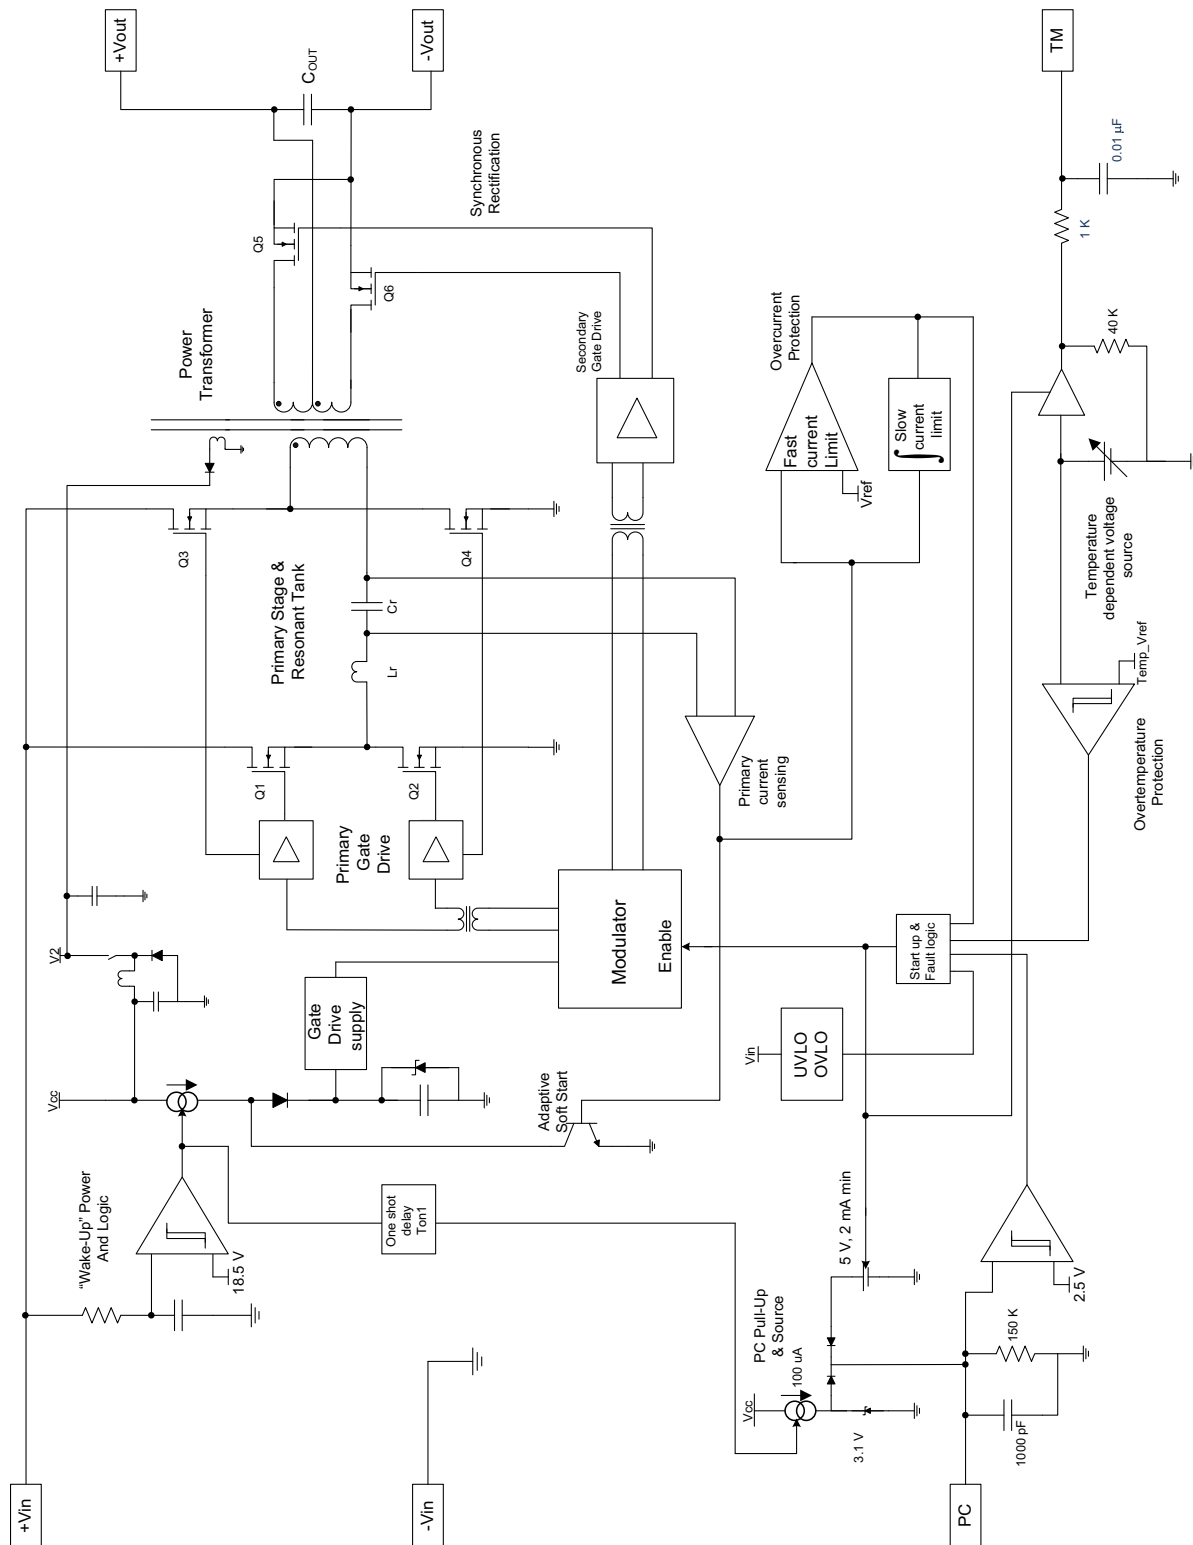 +Vout
-Vout
TM
C_OUT
Synchronous
Rectification
0.01 µF
1 K
Q5
Q6
Power
Transformer
Secondary
Gate Drive
Overcurrent
Protection
Fast
current
Limit
Vref
Slow
current
limit
40 K
Q3
Q4
Primary Stage &
Resonant Tank
Cr
Lr
Temperature
dependent voltage
source
Temp_Vref
Overtemperature
Protection
Q1
Q2
Primary
Gate
Drive
Primary
current
sensing
Modulator
Enable
Start up &
Fault logic
V2
Gate
Drive
supply
Vin
UVLO
OVLO
Vcc
Adaptive
Soft Start
"Wake-Up" Power
And Logic
18.5 V
One shot
delay
Ton1
5 V, 2 mA min
2.5 V
PC Pull-Up
& Source
100 uA
Vcc
3.1 V
150 K
1000 pF
+Vin
-Vin
PC